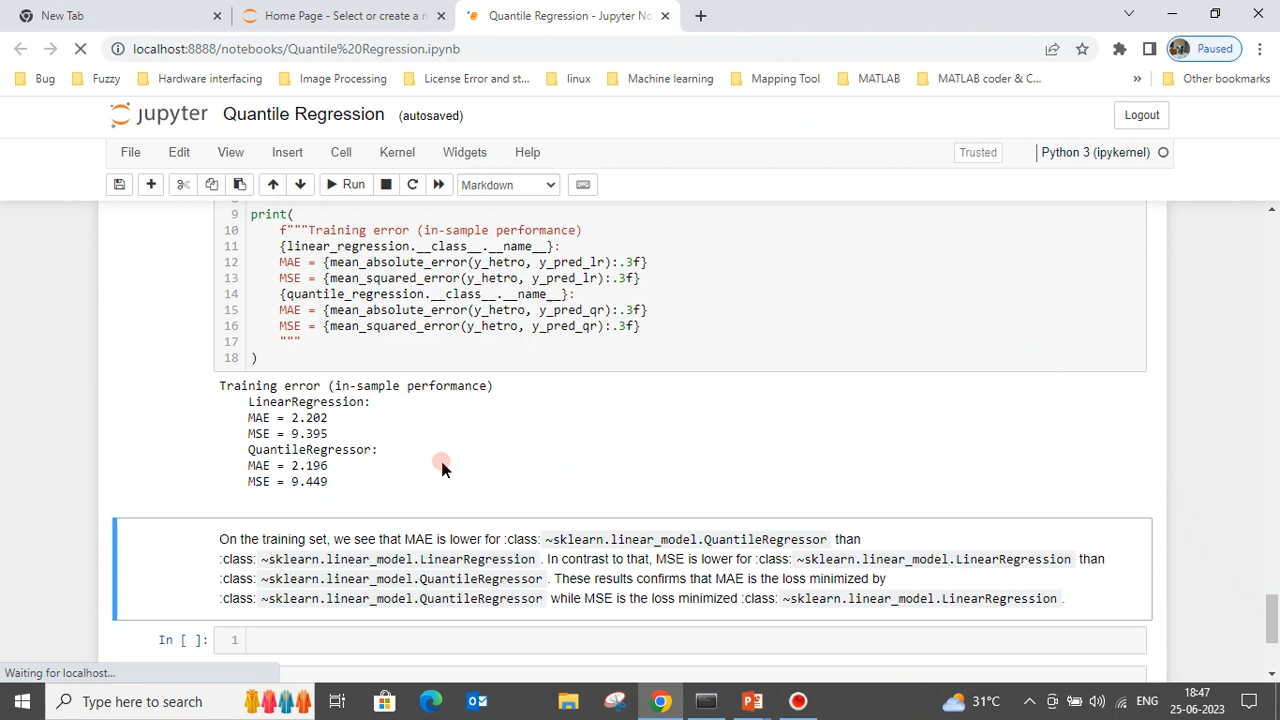 New Tab
Home Page - Select or create a n
Quantile Regression - Jupyter No
localhost:8888/notebooks/Quantile%20Regression.ipynb
Paused
Bug
Fuzzy
Hardware interfacing
Image Processing
License Error and st...
linux
Machine learning
Mapping Tool
MATLAB
MATLAB coder & C...
»
Other bookmarks
jupyter Quantile Regression (autosaved)
Logout
File Edit View Insert Cell Kernel Widgets Help
Trusted
Python 3 (ipykernel)
Run
Markdown
9 print(
10 f"""Training error (in-sample performance)
11 {linear_regression.__class__.__name__}:
12 MAE = {mean_absolute_error(y_hetro, y_pred_lr):.3f}
13 MSE = {mean_squared_error(y_hetro, y_pred_lr):.3f}
14 {quantile_regression.__class__.__name__}:
15 MAE = {mean_absolute_error(y_hetro, y_pred_qr):.3f}
16 MSE = {mean_squared_error(y_hetro, y_pred_qr):.3f}
17 """
18 )
Training error (in-sample performance)
LinearRegression:
MAE = 2.202
MSE = 9.395
QuantileRegressor:
MAE = 2.196
MSE = 9.449
On the training set, we see that MAE is lower for :class: ~sklearn.linear_model.QuantileRegressor than
:class: ~sklearn.linear_model.LinearRegression . In contrast to that, MSE is lower for :class: ~sklearn.linear_model.LinearRegression than
:class: ~sklearn.linear_model.QuantileRegressor . These results confirms that MAE is the loss minimized by
:class: ~sklearn.linear_model.QuantileRegressor while MSE is the loss minimized :class: ~sklearn.linear_model.LinearRegression .
In [ ]: 1
Waiting for localhost...
Type here to search
31°C
ENG
18:47
25-06-2023